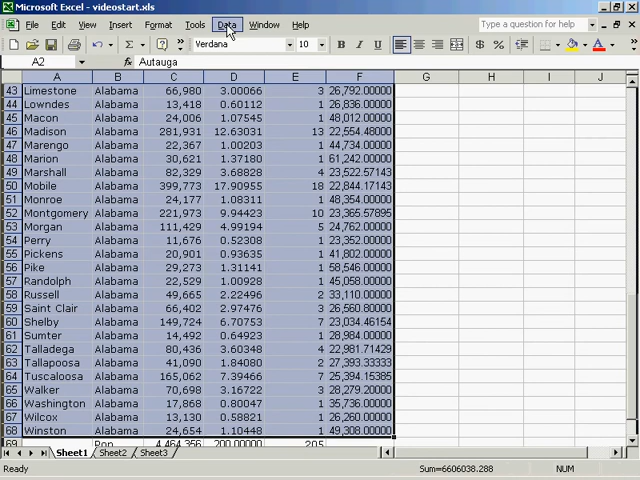 Microsoft Excel - videostart.xls
File Edit View Insert Format Tools Data Window Help Type a question for help
Verdana 10 B I U $
A2 Autauga
A B C D E F G H I J
43 Limestone Alabama 66,980 3.00066 3 26,792.00000
44 Lowndes Alabama 13,418 0.60112 1 26,836.00000
45 Macon Alabama 24,006 1.07545 1 48,012.00000
46 Madison Alabama 281,931 12.63031 13 22,554.48000
47 Marengo Alabama 22,367 1.00203 1 44,734.00000
48 Marion Alabama 30,621 1.37180 1 61,242.00000
49 Marshall Alabama 82,329 3.68828 4 23,522.57143
50 Mobile Alabama 399,773 17.90955 18 22,844.17143
51 Monroe Alabama 24,177 1.08311 1 48,354.00000
52 Montgomery Alabama 221,973 9.94423 10 23,365.57895
53 Morgan Alabama 111,429 4.99194 5 24,762.00000
54 Perry Alabama 11,676 0.52308 1 23,352.00000
55 Pickens Alabama 20,901 0.93635 1 41,802.00000
56 Pike Alabama 29,273 1.31141 1 58,546.00000
57 Randolph Alabama 22,529 1.00928 1 45,058.00000
58 Russell Alabama 49,665 2.22496 2 33,110.00000
59 Saint Clair Alabama 66,402 2.97476 3 26,560.80000
60 Shelby Alabama 149,724 6.70753 7 23,034.46154
61 Sumter Alabama 14,492 0.64923 1 28,984.00000
62 Talladega Alabama 80,436 3.60348 4 22,981.71429
63 Tallapoosa Alabama 41,090 1.84080 2 27,393.33333
64 Tuscaloosa Alabama 165,062 7.39466 7 25,394.15385
65 Walker Alabama 70,698 3.16722 3 28,279.20000
66 Washington Alabama 17,868 0.80047 1 35,736.00000
67 Wilcox Alabama 13,130 0.58821 1 26,260.00000
68 Winston Alabama 24,654 1.10448 1 49,308.00000
69 Pop 4,464,356 200.00000 205
Sheet1 Sheet2 Sheet3
Ready Sum=6606038.288 NUM